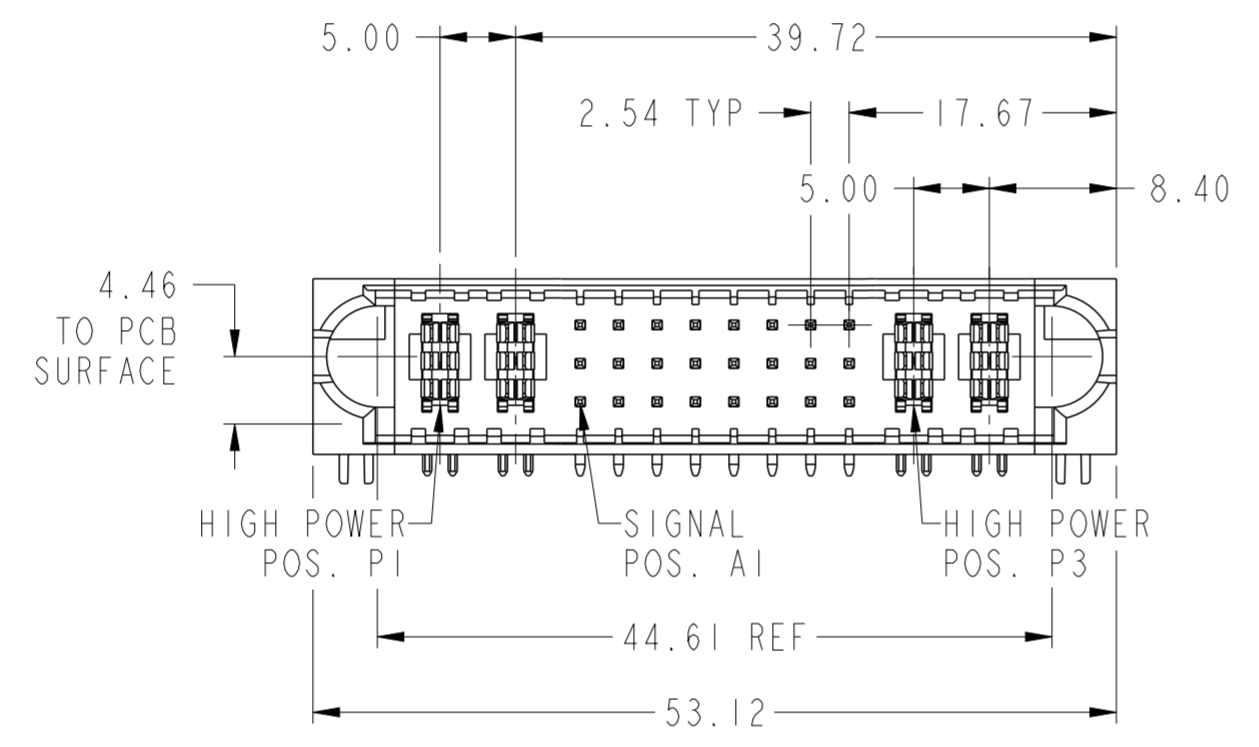 5.00
39.72
2.54 TYP
17.67
5.00
8.40
4.46
TO PCB
SURFACE
HIGH POWER
POS. P1
SIGNAL
POS. A1
HIGH POWER
POS. P3
44.61 REF
53.12